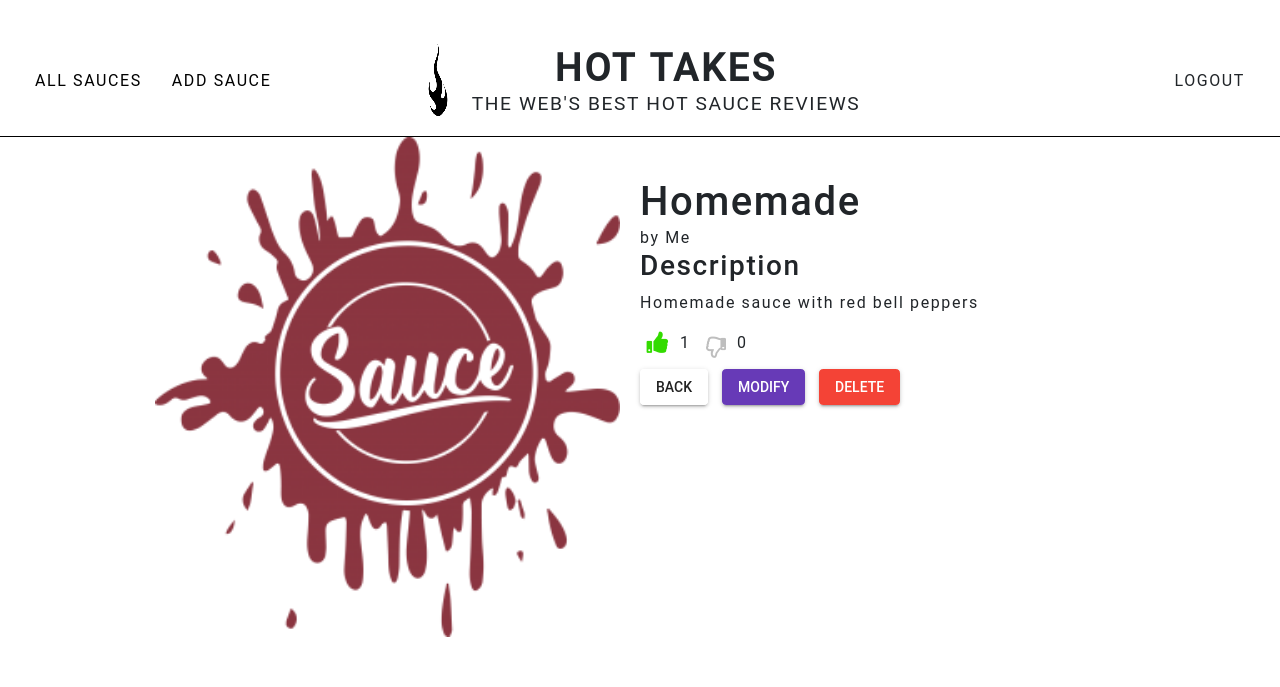 ALL SAUCES
ADD SAUCE
HOT TAKES
THE WEB'S BEST HOT SAUCE REVIEWS
LOGOUT
Sauce
Homemade
by Me
Description
Homemade sauce with red bell peppers
1
0
BACK
MODIFY
DELETE